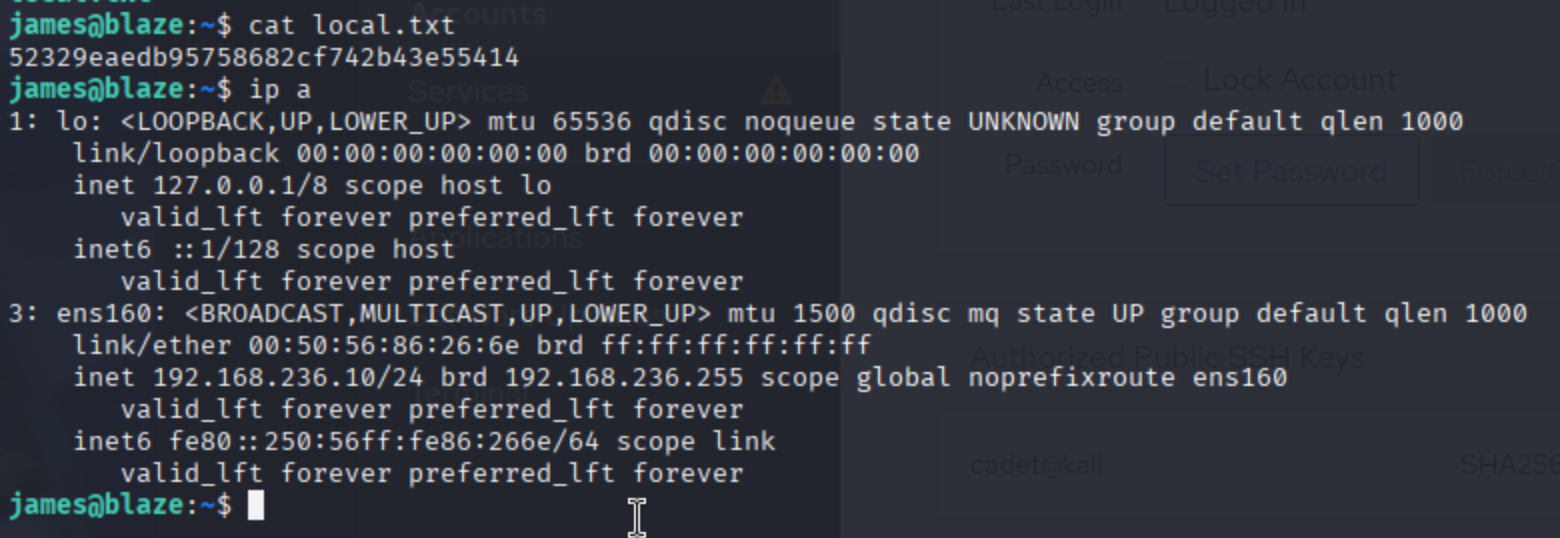 james@blaze:~$ cat local.txt
52329eaedb95758682cf742b43e55414
james@blaze:~$ ip a
1: lo: <LOOPBACK,UP,LOWER_UP> mtu 65536 qdisc noqueue state UNKNOWN group default qlen 1000
    link/loopback 00:00:00:00:00:00 brd 00:00:00:00:00:00
    inet 127.0.0.1/8 scope host lo
       valid_lft forever preferred_lft forever
    inet6 ::1/128 scope host
       valid_lft forever preferred_lft forever
3: ens160: <BROADCAST,MULTICAST,UP,LOWER_UP> mtu 1500 qdisc mq state UP group default qlen 1000
    link/ether 00:50:56:86:26:6e brd ff:ff:ff:ff:ff:ff
    inet 192.168.236.10/24 brd 192.168.236.255 scope global noprefixroute ens160
       valid_lft forever preferred_lft forever
    inet6 fe80::250:56ff:fe86:266e/64 scope link
       valid_lft forever preferred_lft forever
james@blaze:~$
Accounts
Services
Applications
Terminal
Last Login Logged In
Access Lock Account
Password Set Password Force
Authorized Public SSH Keys
cadet@kali SHA256